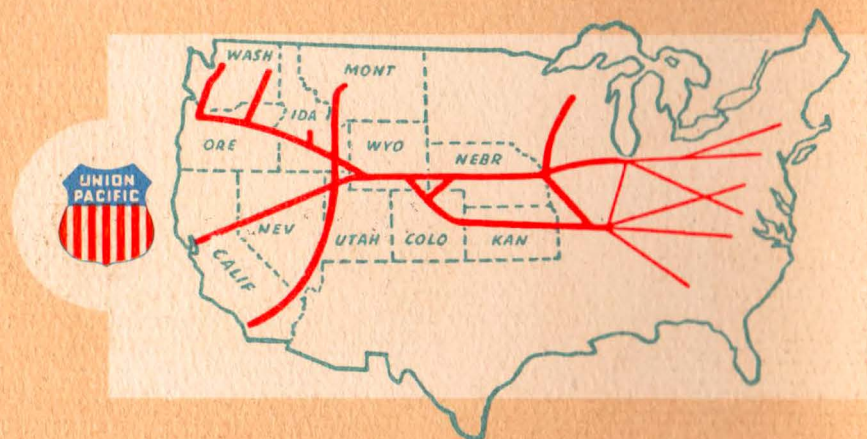 WASH
MONT
IDA
ORE
WYO
NEBR
UNION
PACIFIC
NEV
UTAH
COLO
KAN
CALIF